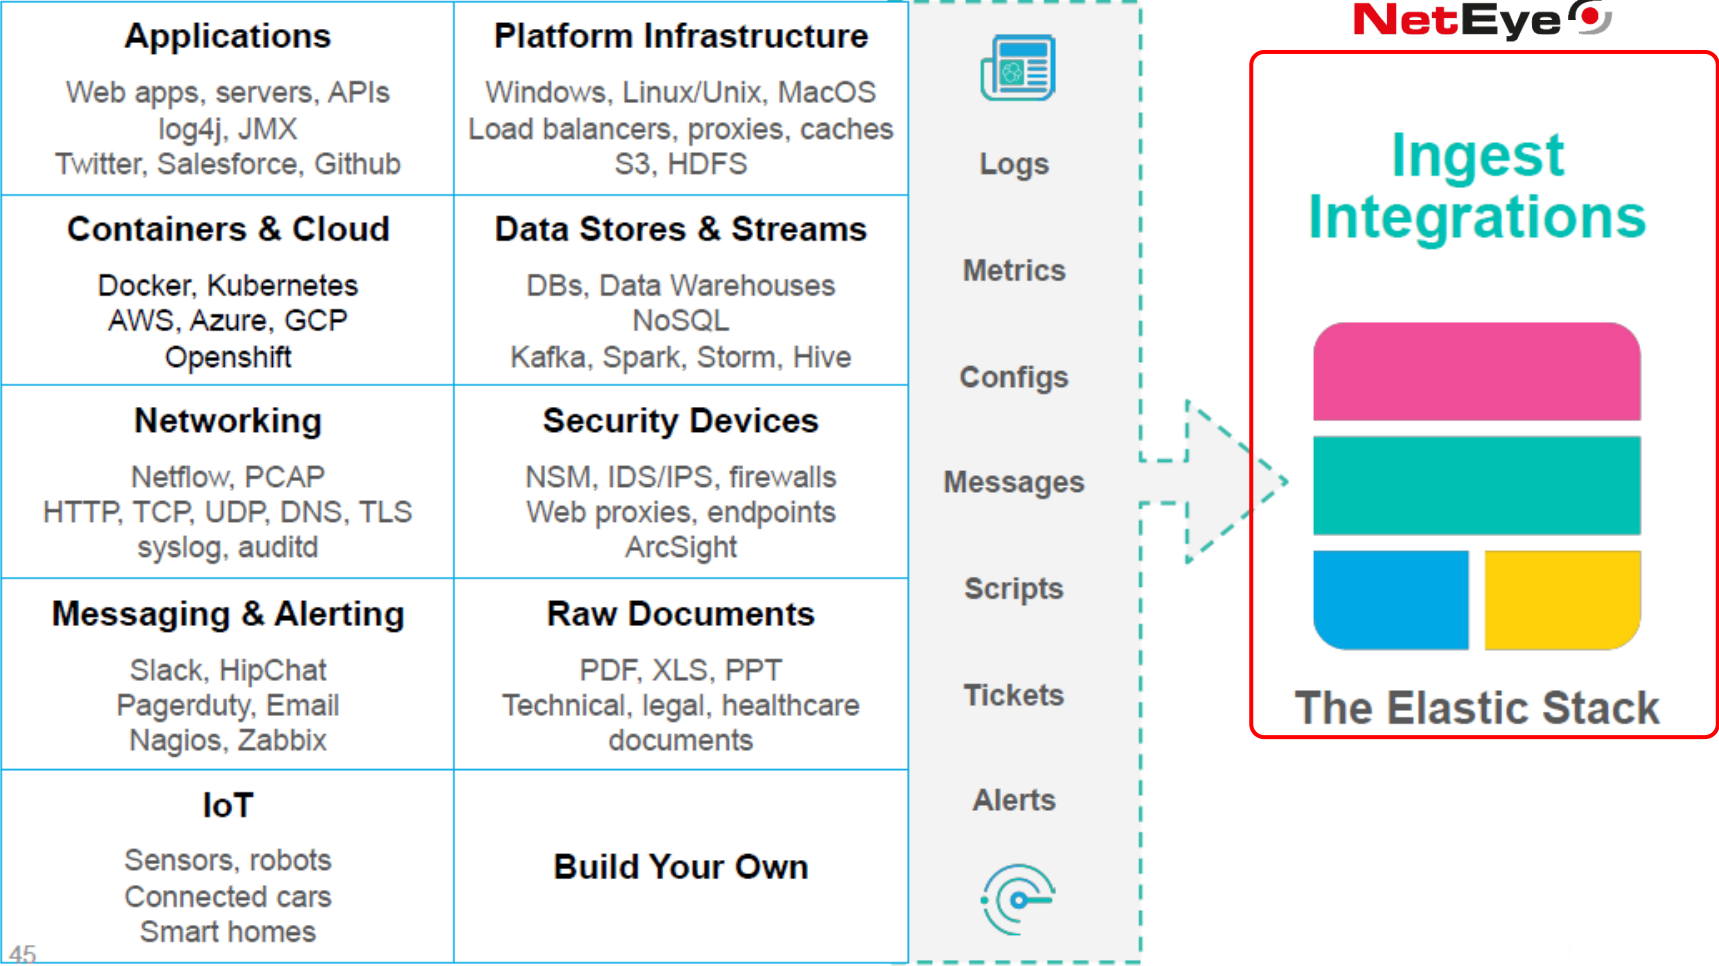 Applications
Web apps, servers, APIs
log4j, JMX
Twitter, Salesforce, Github
Platform Infrastructure
Windows, Linux/Unix, MacOS
Load balancers, proxies, caches
S3, HDFS
Containers & Cloud
Docker, Kubernetes
AWS, Azure, GCP
Openshift
Data Stores & Streams
DBs, Data Warehouses
NoSQL
Kafka, Spark, Storm, Hive
Networking
Netflow, PCAP
HTTP, TCP, UDP, DNS, TLS
syslog, auditd
Security Devices
NSM, IDS/IPS, firewalls
Web proxies, endpoints
ArcSight
Messaging & Alerting
Slack, HipChat
Pagerduty, Email
Nagios, Zabbix
Raw Documents
PDF, XLS, PPT
Technical, legal, healthcare
documents
IoT
Sensors, robots
Connected cars
Smart homes
Build Your Own
45
Logs
Metrics
Configs
Messages
Scripts
Tickets
Alerts
NetEye
Ingest
Integrations
The Elastic Stack